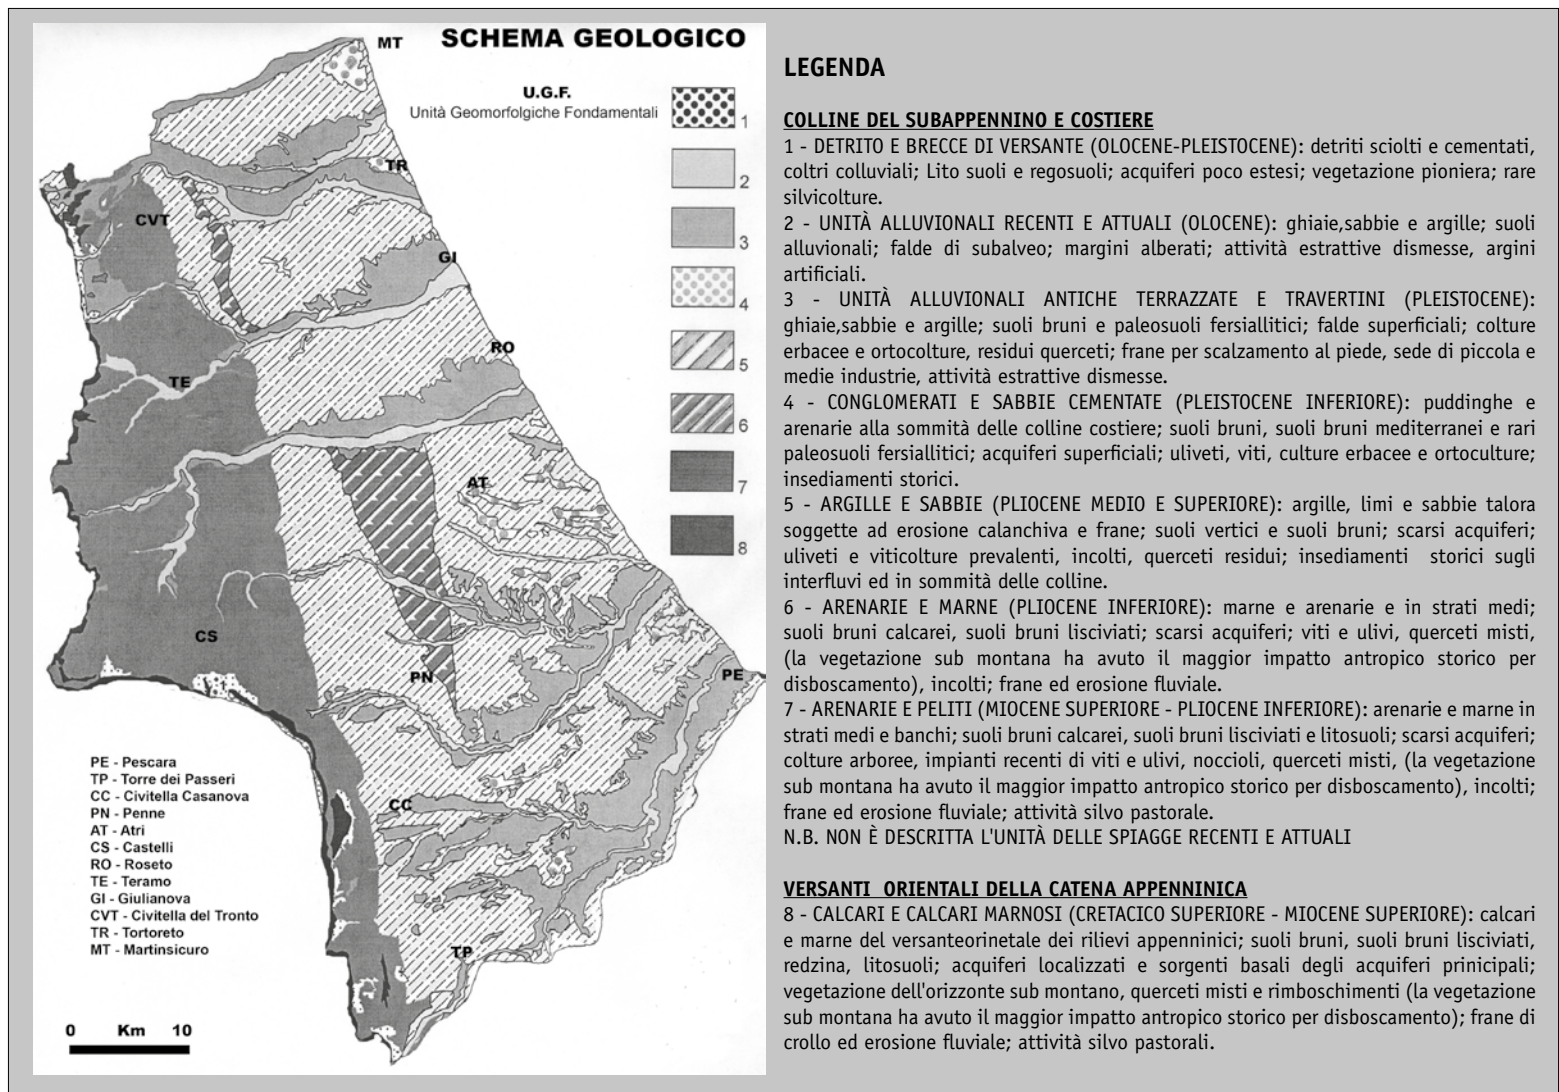 SCHEMA GEOLOGICO
U.G.F.
Unità Geomorfolgiche Fondamentali
1
2
3
4
5
6
7
8
MT
TR
CVT
GI
RO
TE
AT
CS
PN
PE
CC
TP
PE - Pescara
TP - Torre dei Passeri
CC - Civitella Casanova
PN - Penne
AT - Atri
CS - Castelli
RO - Roseto
TE - Teramo
GI - Giulianova
CVT - Civitella del Tronto
TR - Tortoreto
MT - Martinsicuro
0 Km 10
LEGENDA
COLLINE DEL SUBAPPENNINO E COSTIERE
1 - DETRITO E BRECCE DI VERSANTE (OLOCENE-PLEISTOCENE): detriti sciolti e cementati,
coltri colluviali; Lito suoli e regosuoli; acquiferi poco estesi; vegetazione pioniera; rare
silvicolture.
2 - UNITÀ ALLUVIONALI RECENTI E ATTUALI (OLOCENE): ghiaie,sabbie e argille; suoli
alluvionali; falde di subalveo; margini alberati; attività estrattive dismesse, argini
artificiali.
3 - UNITÀ ALLUVIONALI ANTICHE TERRAZZATE E TRAVERTINI (PLEISTOCENE):
ghiaie,sabbie e argille; suoli bruni e paleosuoli fersiallitici; falde superficiali; colture
erbacee e ortocolture, residui querceti; frane per scalzamento al piede, sede di piccola e
medie industrie, attività estrattive dismesse.
4 - CONGLOMERATI E SABBIE CEMENTATE (PLEISTOCENE INFERIORE): puddinghe e
arenarie alla sommità delle colline costiere; suoli bruni, suoli bruni mediterranei e rari
paleosuoli fersiallitici; acquiferi superficiali; uliveti, viti, culture erbacee e ortoculture;
insediamenti storici.
5 - ARGILLE E SABBIE (PLIOCENE MEDIO E SUPERIORE): argille, limi e sabbie talora
soggette ad erosione calanchiva e frane; suoli vertici e suoli bruni; scarsi acquiferi;
uliveti e viticolture prevalenti, incolti, querceti residui; insediamenti storici sugli
interfluvi ed in sommità delle colline.
6 - ARENARIE E MARNE (PLIOCENE INFERIORE): marne e arenarie e in strati medi;
suoli bruni calcarei, suoli bruni lisciviati; scarsi acquiferi; viti e ulivi, querceti misti,
(la vegetazione sub montana ha avuto il maggior impatto antropico storico per
disboscamento), incolti; frane ed erosione fluviale.
7 - ARENARIE E PELITI (MIOCENE SUPERIORE - PLIOCENE INFERIORE): arenarie e marne in
strati medi e banchi; suoli bruni calcarei, suoli bruni lisciviati e litosuoli; scarsi acquiferi;
colture arboree, impianti recenti di viti e ulivi, noccioli, querceti misti, (la vegetazione
sub montana ha avuto il maggior impatto antropico storico per disboscamento), incolti;
frane ed erosione fluviale; attività silvo pastorale.
N.B. NON È DESCRITTA L'UNITÀ DELLE SPIAGGE RECENTI E ATTUALI
VERSANTI ORIENTALI DELLA CATENA APPENNINICA
8 - CALCARI E CALCARI MARNOSI (CRETACICO SUPERIORE - MIOCENE SUPERIORE): calcari
e marne del versanteorinetale dei rilievi appenninici; suoli bruni, suoli bruni lisciviati,
redzina, litosuoli; acquiferi localizzati e sorgenti basali degli acquiferi prinicipali;
vegetazione dell'orizzonte sub montano, querceti misti e rimboschimenti (la vegetazione
sub montana ha avuto il maggior impatto antropico storico per disboscamento); frane di
crollo ed erosione fluviale; attività silvo pastorali.